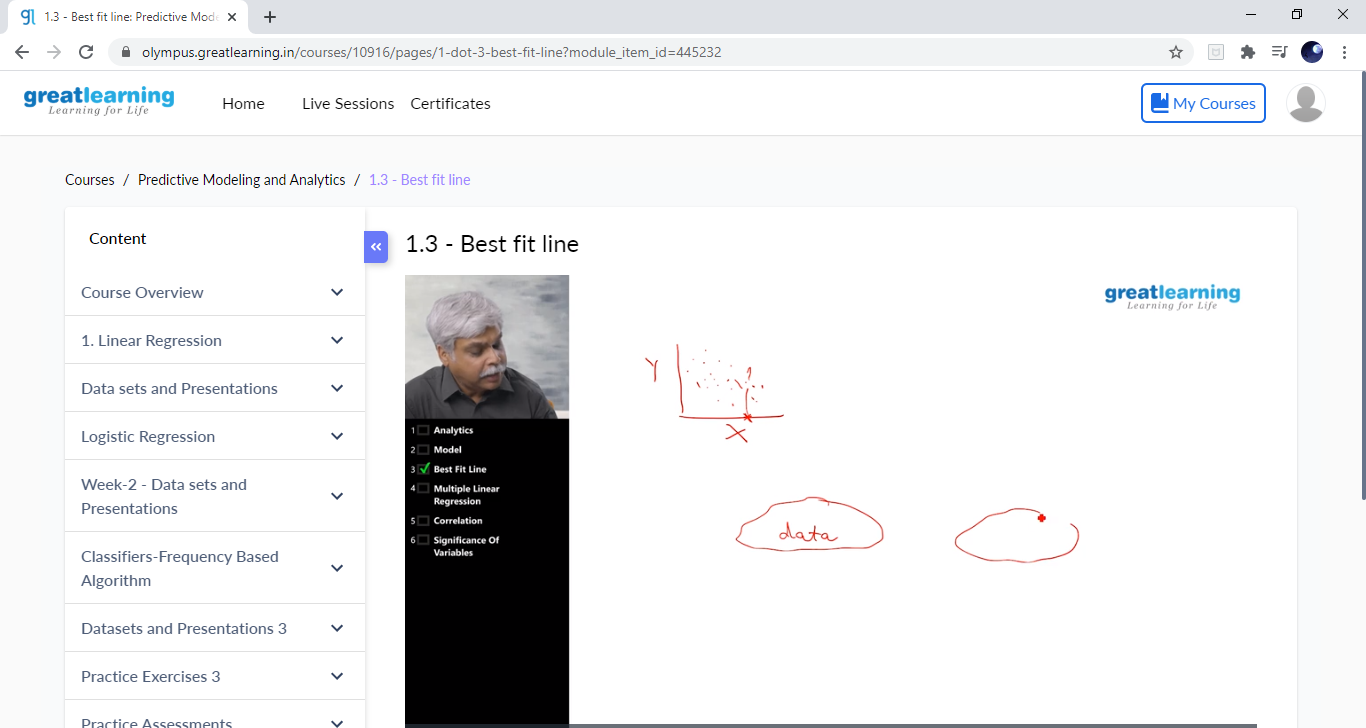 1.3 - Best fit line: Predictive Mode
olympus.greatlearning.in/courses/10916/pages/1-dot-3-best-fit-line?module_item_id=445232
greatlearning
Learning for Life
Home
Live Sessions
Certificates
My Courses
Courses / Predictive Modeling and Analytics / 1.3 - Best fit line
Content
Course Overview
1. Linear Regression
Data sets and Presentations
Logistic Regression
Week-2 - Data sets and
Presentations
Classifiers-Frequency Based
Algorithm
Datasets and Presentations 3
Practice Exercises 3
Practice Assessments
1.3 - Best fit line
1 Analytics
2 Model
3 Best Fit Line
4 Multiple Linear
Regression
5 Correlation
6 Significance Of
Variables
greatlearning
Learning for Life
Y
?
X
data